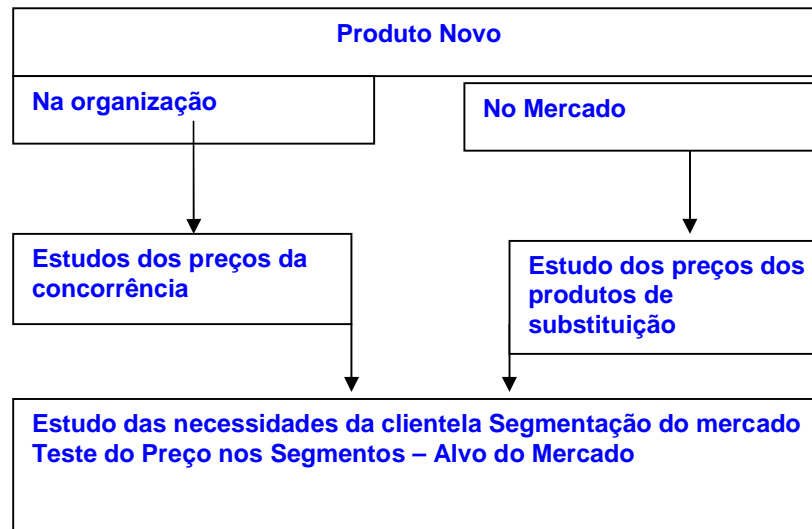 Produto Novo
Na organização
No Mercado
Estudos dos preços da
concorrência
Estudo dos preços dos
produtos de
substituição
Estudo das necessidades da clientela Segmentação do mercado
Teste do Preço nos Segmentos – Alvo do Mercado